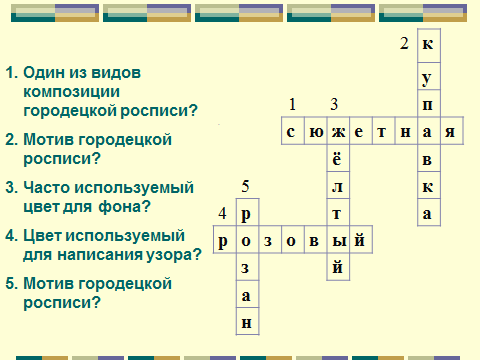 1. Один из видов
композиции
городецкой росписи?
2. Мотив городецкой
росписи?
3. Часто используемый
цвет для фона?
4. Цвет используемый
для написания узора?
5. Мотив городецкой
росписи?
2 к
у
1 3 п
с ю ж е т н а я
ё в
5 л к
4 р т а
р о з о в ы й
з й
а
н